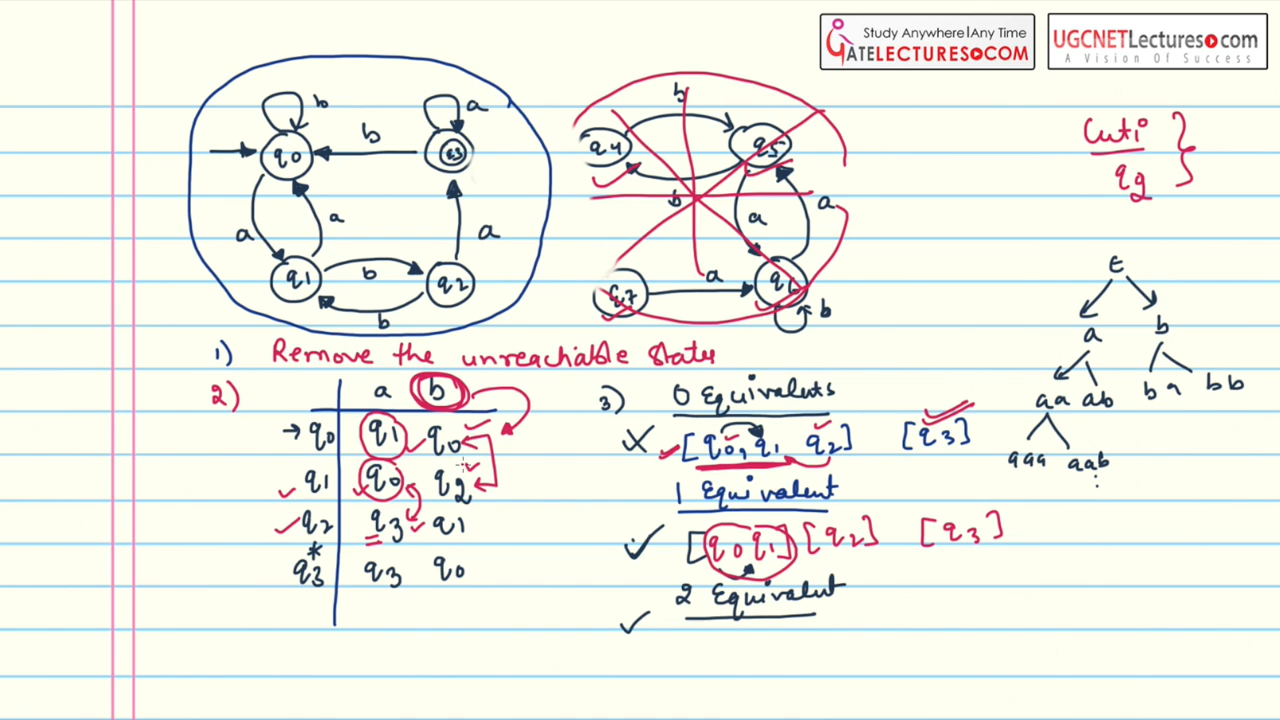 Study Anywhere|Any Time
GATELECTURES.COM
UGCNETLectures.com
A Vision Of Success
b
a
q0
b
q3
a
a
a
q1
b
q2
b
b
q4
q5
b
a
a
q7
a
q6
b
qg
ε
a
b
aa
ab
ba
bb
aaa
aab
1) Remove the unreachable States
2)
a b
→ q0 q1 q0
q1 q0 q2
q2 q3 q1
* q3 q3 q0
3) 0 Equivalents
[q0, q1 q2] [q3]
1 Equivalent
[q0 q1] [q2] [q3]
2 Equivalent